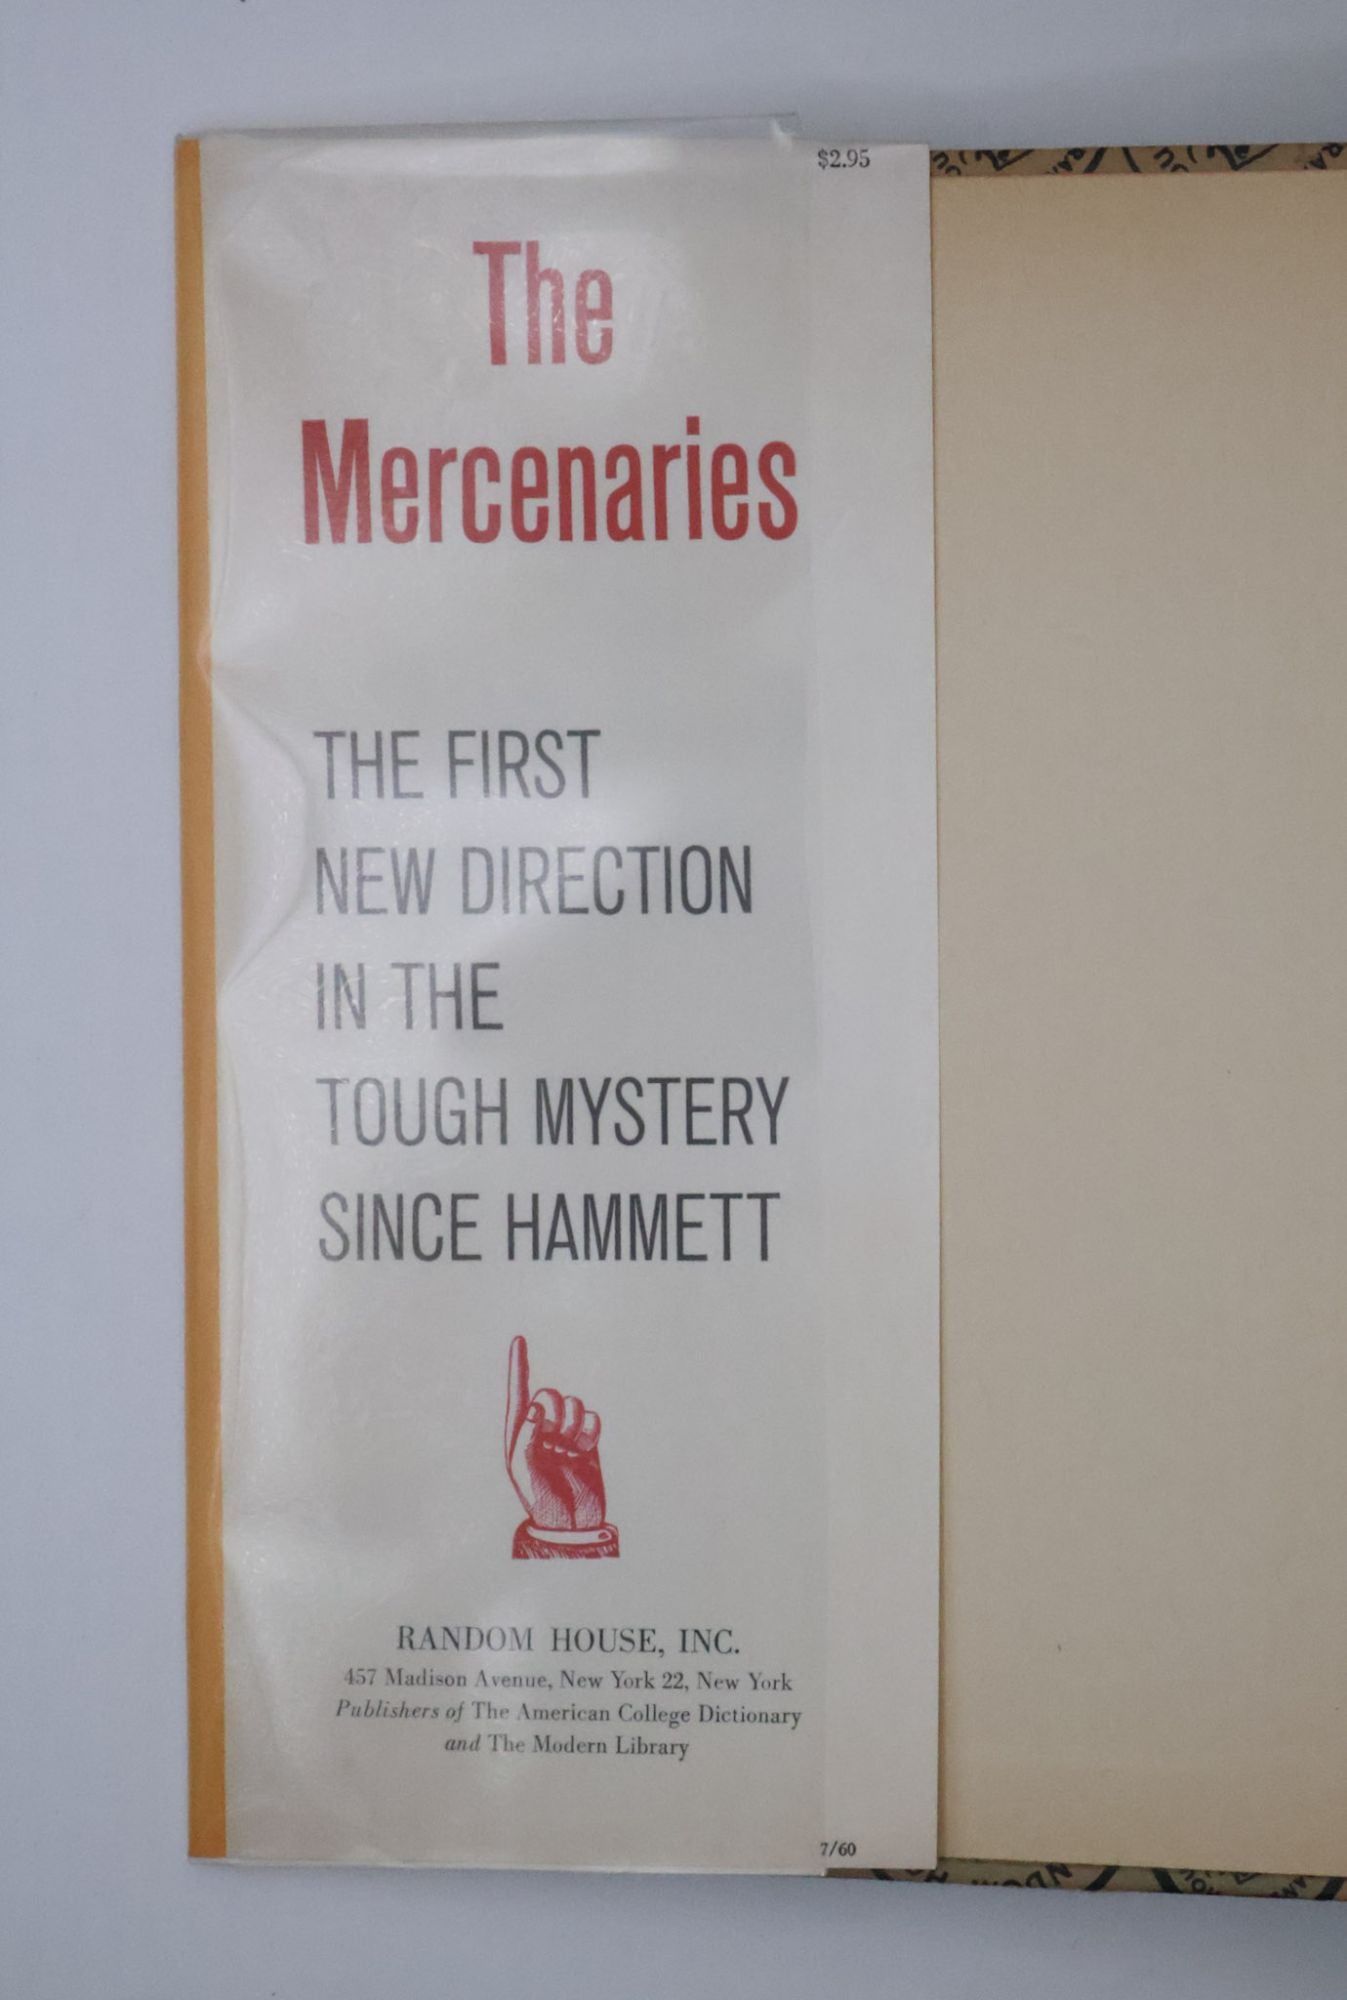 $2.95
The
Mercenaries
THE FIRST
NEW DIRECTION
IN THE
TOUGH MYSTERY
SINCE HAMMETT
RANDOM HOUSE, INC.
457 Madison Avenue, New York 22, New York
Publishers of The American College Dictionary
and The Modern Library
7/60